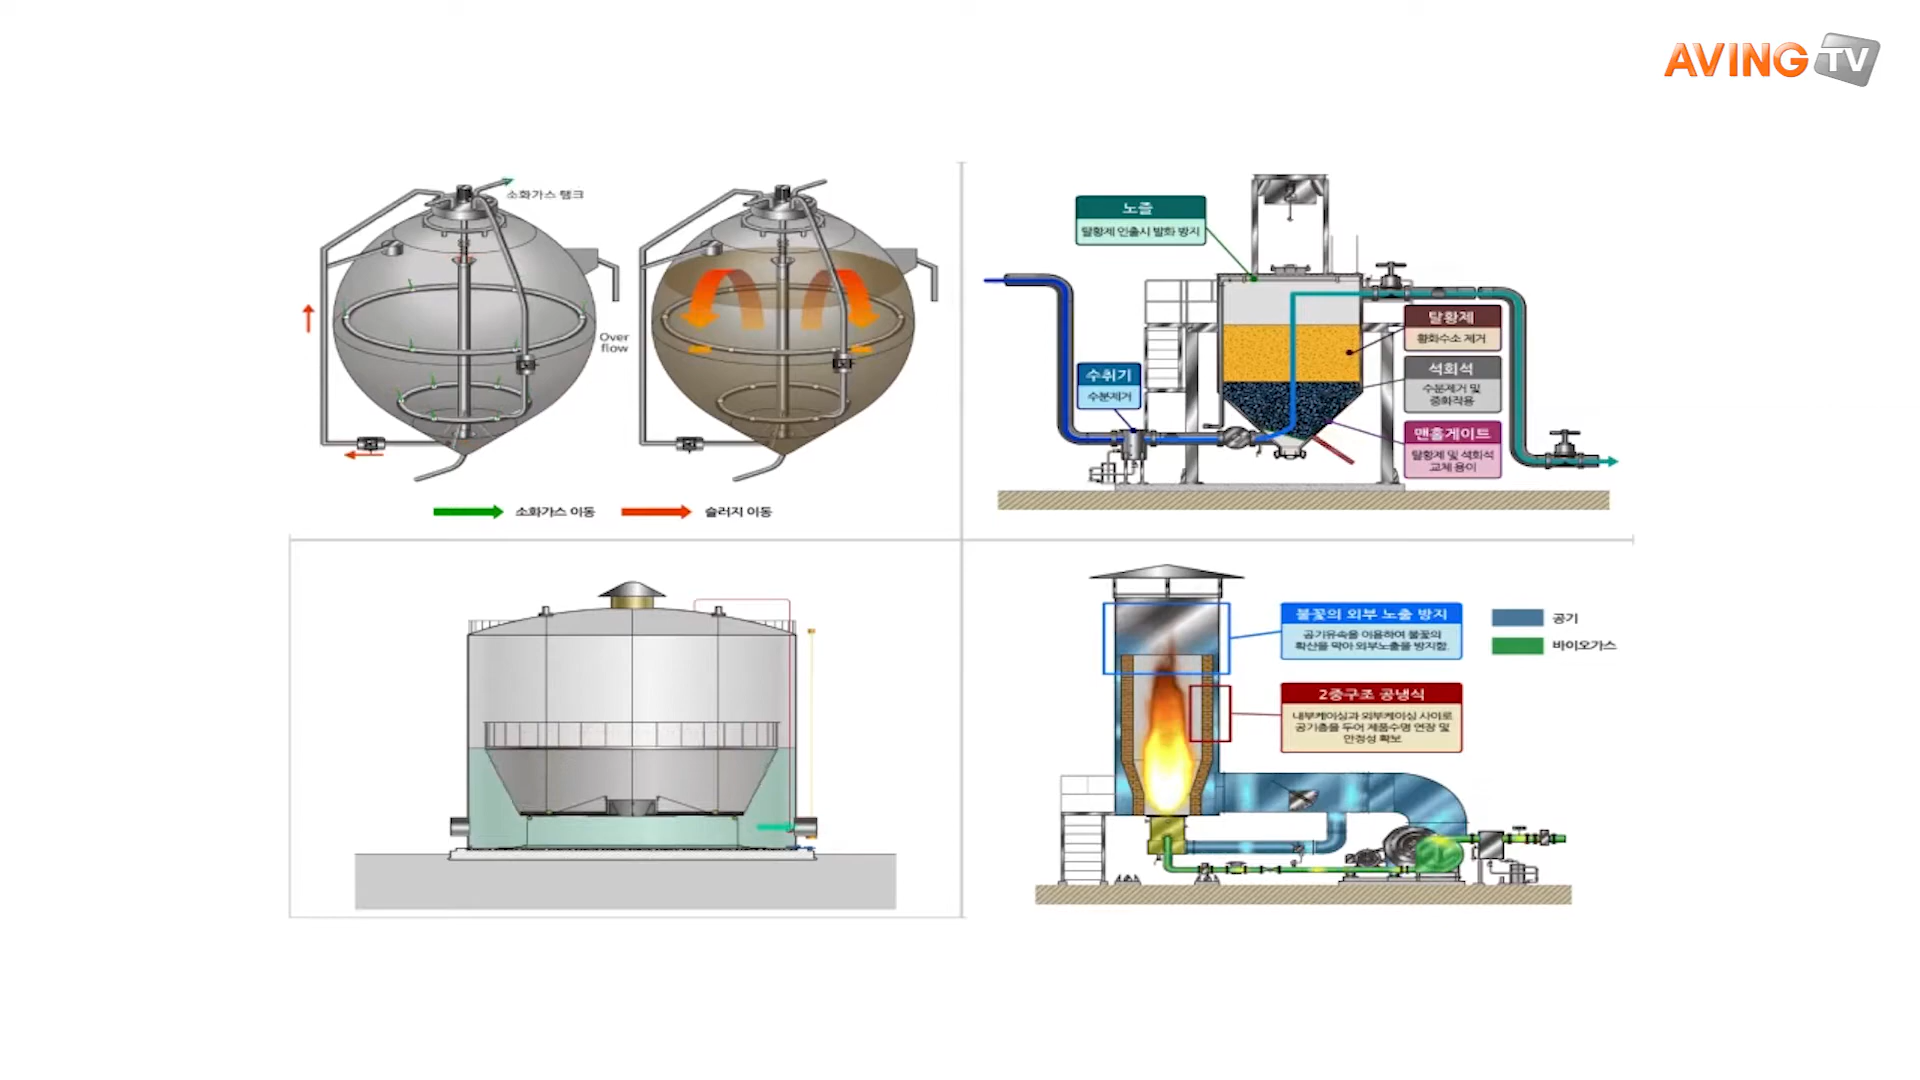 AVING TV
소화가스 탱크
Over
flow
소화가스 이동
슬러지 이동
노즐
탈황제 인출시 발화 방지
수취기
수분제거
탈황제
황화수소 제거
석회석
수분제거 및
중화작용
맨홀게이트
탈황제 및 석회석
교체 용이
불꽃의 외부 노출 방지
공기유속을 이용하여 불꽃의
확산을 막아 외부노출을 방지함.
2중구조 공냉식
내부케이싱과 외부케이싱 사이로
공기층을 두어 제품수명 연장 및
안정성 확보
공기
바이오가스